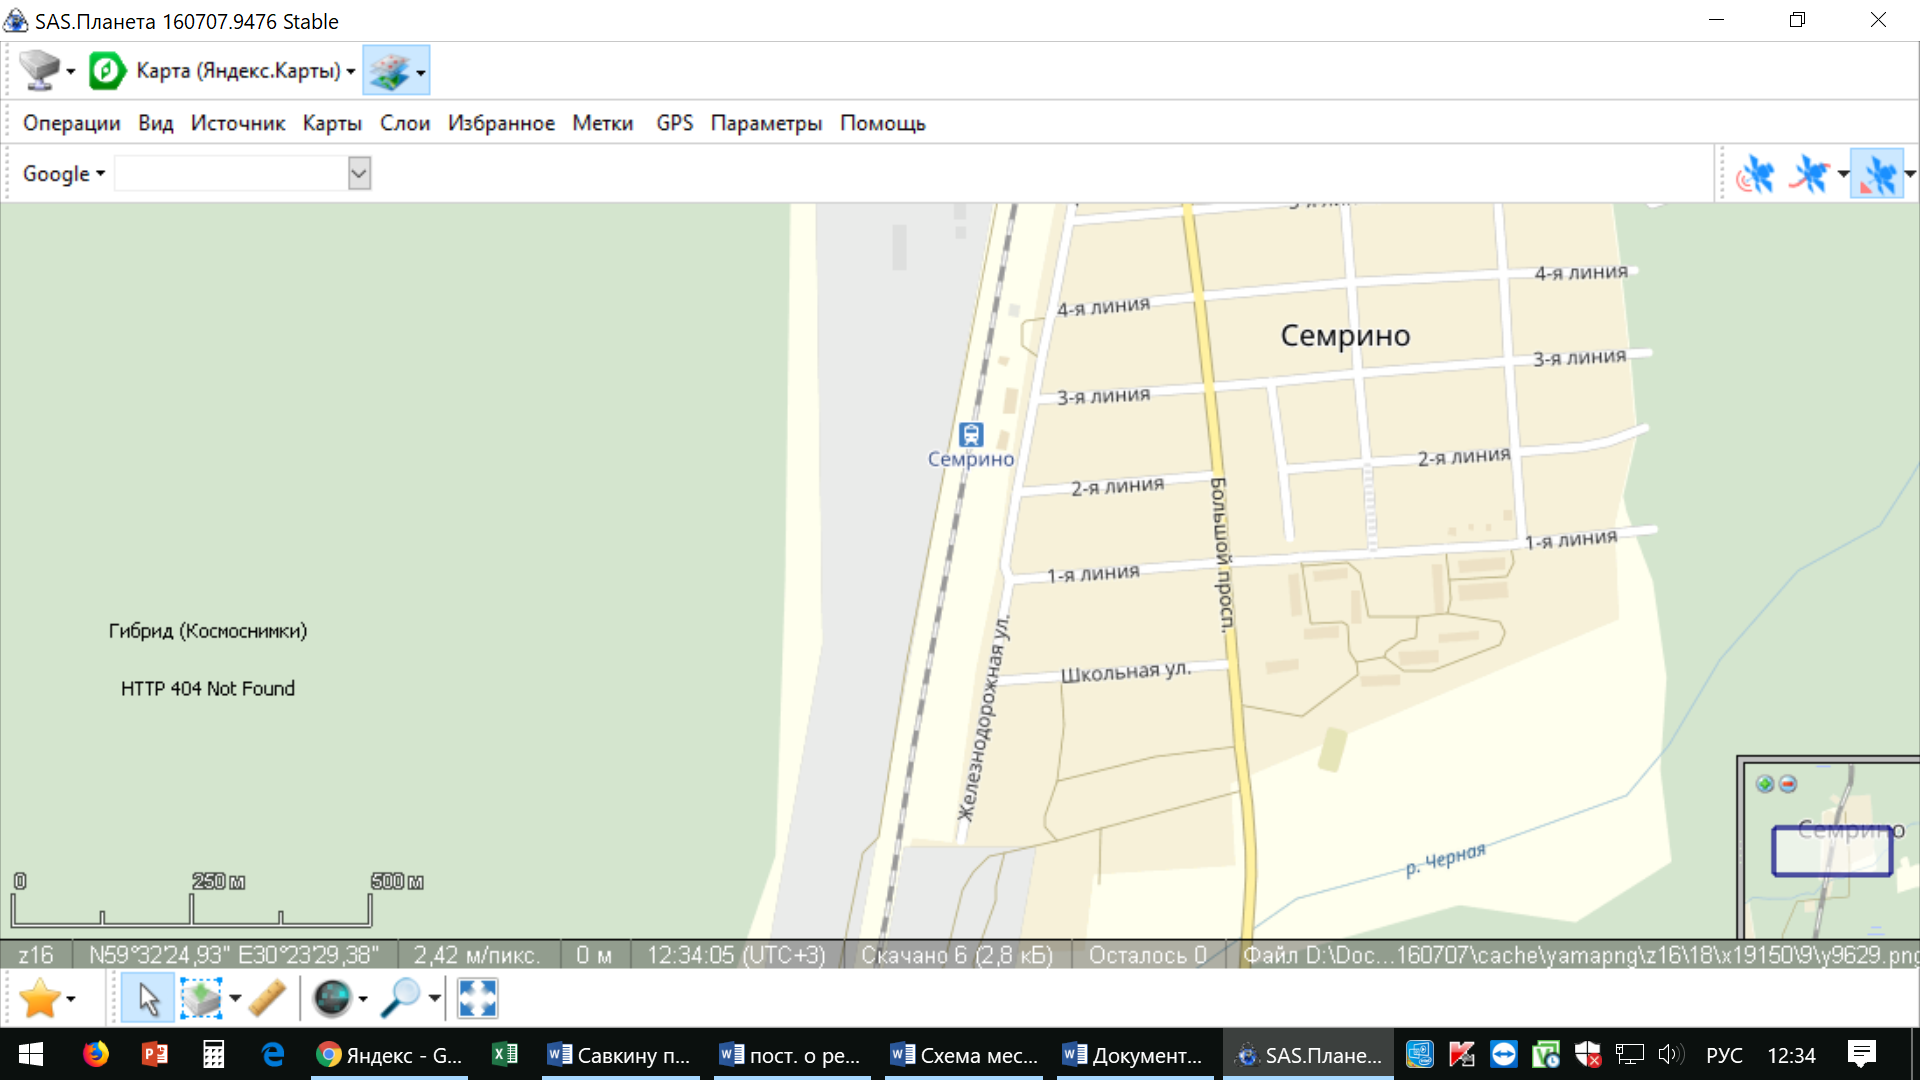 SAS.Планета 160707.9476 Stable
Карта (Яндекс.Карты)
Операции Вид Источник Карты Слои Избранное Метки GPS Параметры Помощь
Google
4-я линия
4-я линия
Семрино
3-я линия
3-я линия
Семрино
2-я линия
2-я линия
Большой просп.
1-я линия
1-я линия
Гибрид (Космоснимки)
HTTP 404 Not Found
Железнодорожная ул.
Школьная ул.
р. Черная
Семрино
0 250 м 500 м
z16 N59°32'24,93" E30°23'29,38" 2,42 м/пикс. 0 м 12:34:05 (UTC+3) Скачано 6 (2,8 кБ) Осталось 0 Файл D:\Doc...160707\cache\yamapng\z16\18\x19150\9\y9629.png
Яндекс - G... Савкину п... пост. о ре... Схема мес... Документ... SAS.Плане... РУС 12:34